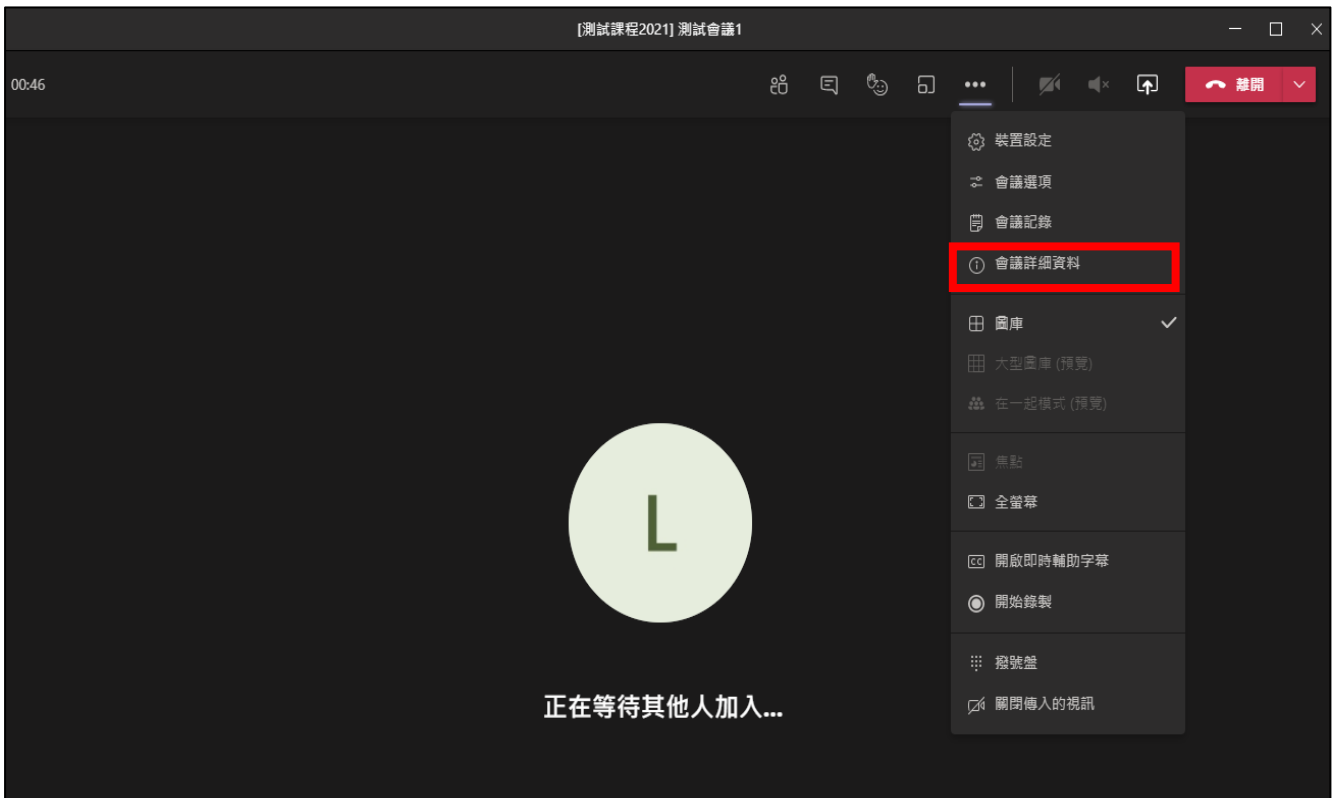 [測試課程2021] 測試會議1
00:46
離開
裝置設定
會議選項
會議記錄
會議詳細資料
圖庫
大型圖庫 (預覽)
在一起模式 (預覽)
焦點
全螢幕
CC 開啟即時輔助字幕
開始錄製
撥號盤
關閉傳入的視訊
L
正在等待其他人加入...